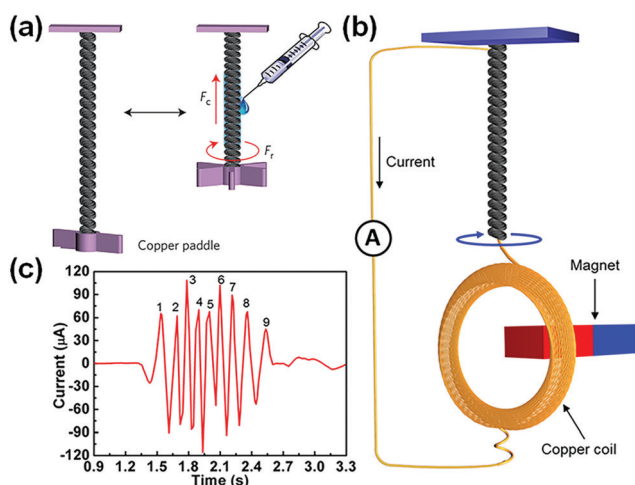 (a)
F_c
F_r
Copper paddle
(b)
Current
A
Magnet
Copper coil
(c)
Current (μA)
120
90
60
30
0
-30
-60
-90
-120
1 2 3 4 5 6 7 8 9
0.9 1.2 1.5 1.8 2.1 2.4 2.7 3.0 3.3
Time (s)